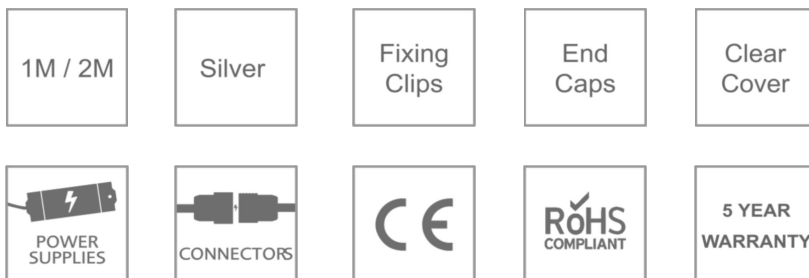 1M / 2M
Silver
Fixing
Clips
End
Caps
Clear
Cover
POWER
SUPPLIES
CONNECTORS
CE
RoHS
COMPLIANT
5 YEAR
WARRANTY